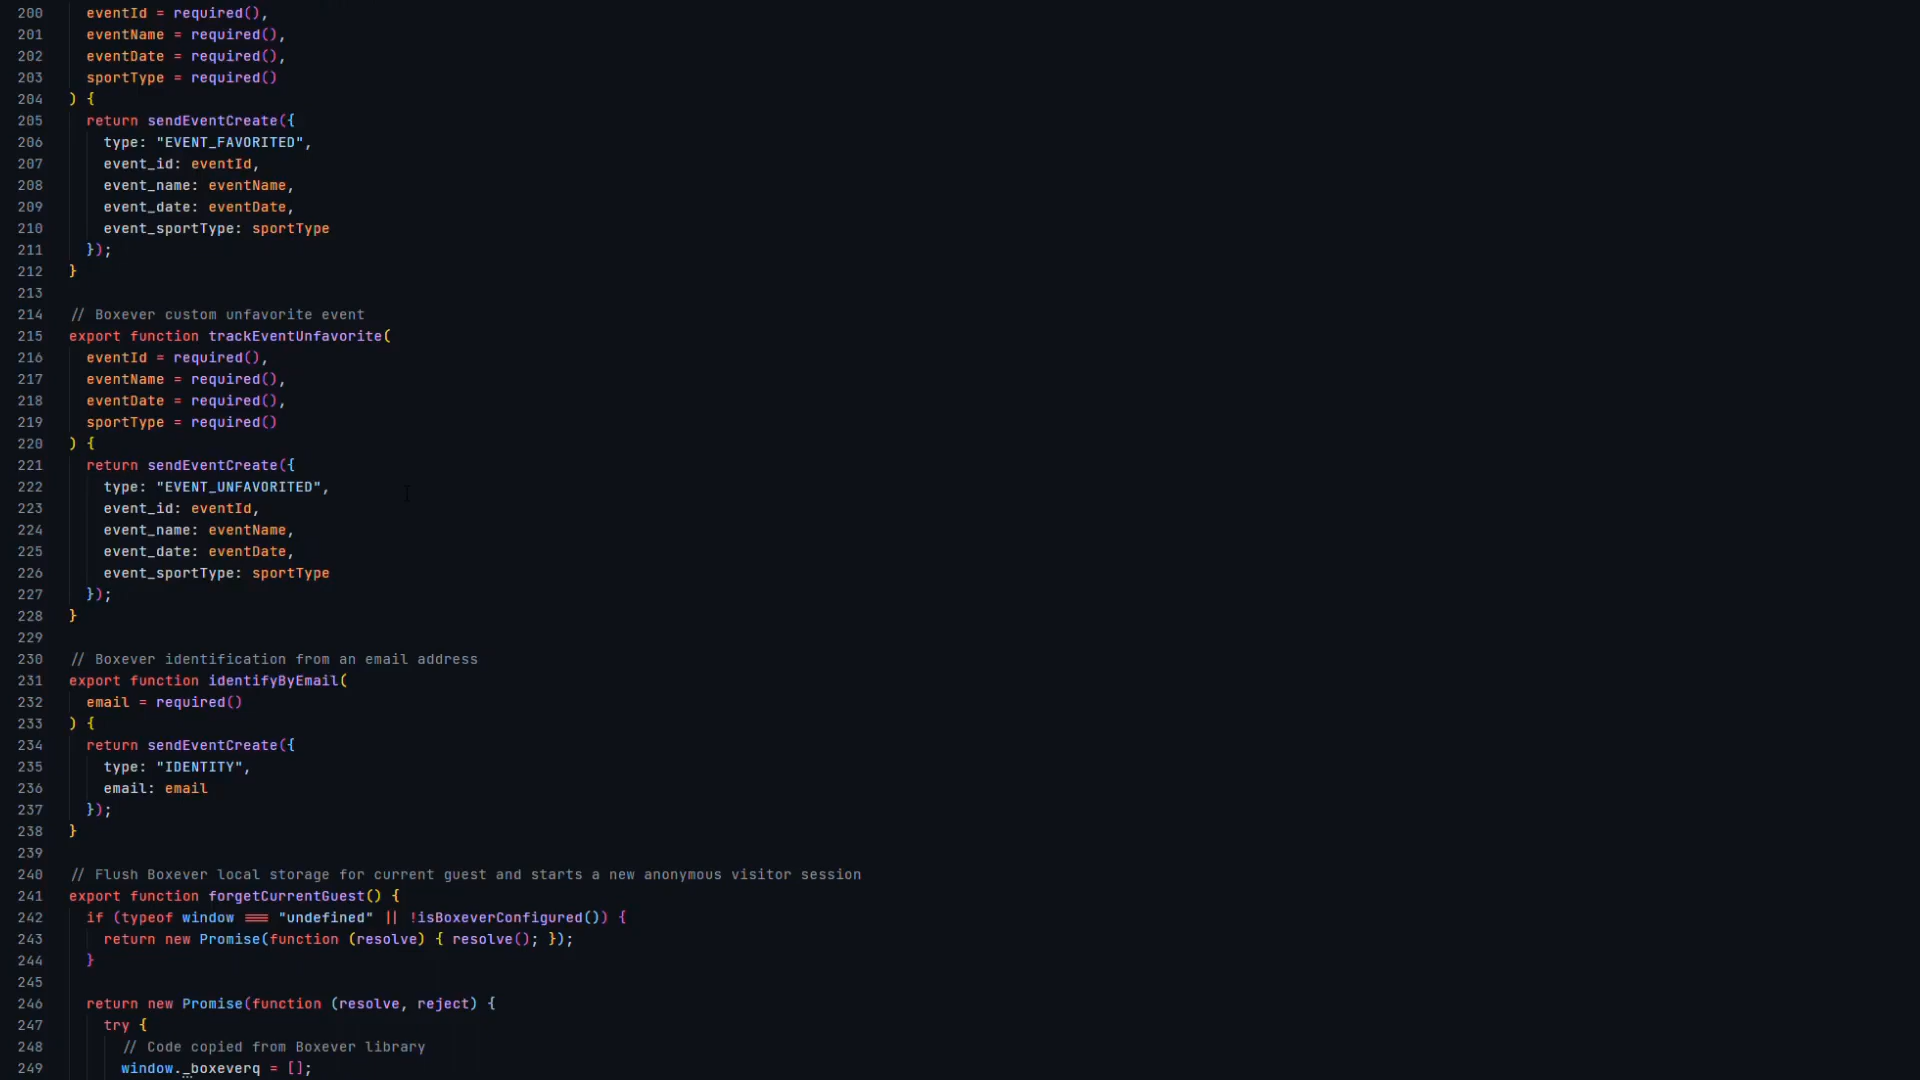 200 eventId = required(),
201 eventName = required(),
202 eventDate = required(),
203 sportType = required()
204 ) {
205 return sendEventCreate({
206 type: "EVENT_FAVORITED",
207 event_id: eventId,
208 event_name: eventName,
209 event_date: eventDate,
210 event_sportType: sportType
211 });
212 }
213
214 // Boxever custom unfavorite event
215 export function trackEventUnfavorite(
216 eventId = required(),
217 eventName = required(),
218 eventDate = required(),
219 sportType = required()
220 ) {
221 return sendEventCreate({
222 type: "EVENT_UNFAVORITED",
223 event_id: eventId,
224 event_name: eventName,
225 event_date: eventDate,
226 event_sportType: sportType
227 });
228 }
229
230 // Boxever identification from an email address
231 export function identifyByEmail(
232 email = required()
233 ) {
234 return sendEventCreate({
235 type: "IDENTITY",
236 email: email
237 });
238 }
239
240 // Flush Boxever local storage for current guest and starts a new anonymous visitor session
241 export function forgetCurrentGuest() {
242 if (typeof window === "undefined" || !isBoxeverConfigured()) {
243 return new Promise(function (resolve) { resolve(); });
244 }
245
246 return new Promise(function (resolve, reject) {
247 try {
248 // Code copied from Boxever library
249 window._boxeverq = [];